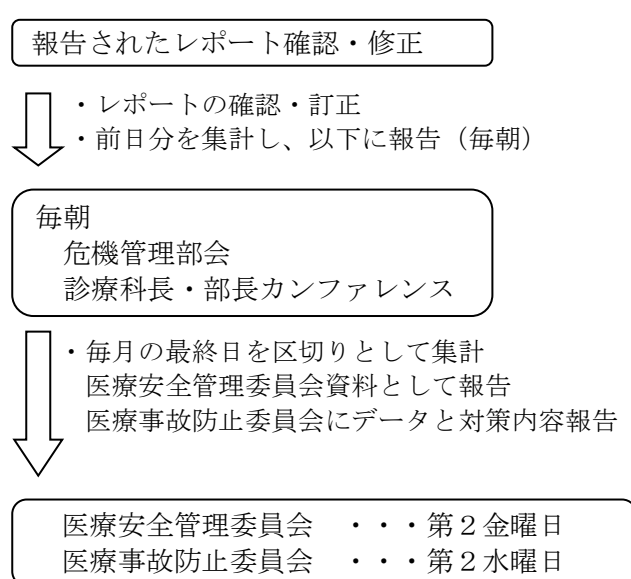 報告されたレポート確認・修正
・レポートの確認・訂正
・前日分を集計し、以下に報告（毎朝）
毎朝
危機管理部会
診療科長・部長カンファレンス
・毎月の最終日を区切りとして集計
医療安全管理委員会資料として報告
医療事故防止委員会にデータと対策内容報告
医療安全管理委員会　・・・第２金曜日
医療事故防止委員会　・・・第２水曜日